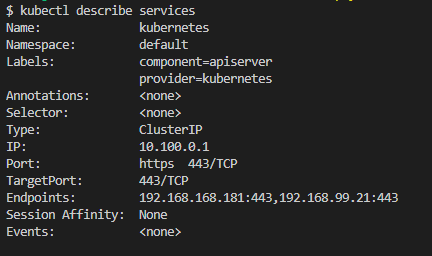 $ kubectl describe services
Name:              kubernetes
Namespace:         default
Labels:            component=apiserver
                   provider=kubernetes
Annotations:       <none>
Selector:          <none>
Type:              ClusterIP
IP:                10.100.0.1
Port:              https  443/TCP
TargetPort:        443/TCP
Endpoints:         192.168.168.181:443,192.168.99.21:443
Session Affinity:  None
Events:            <none>